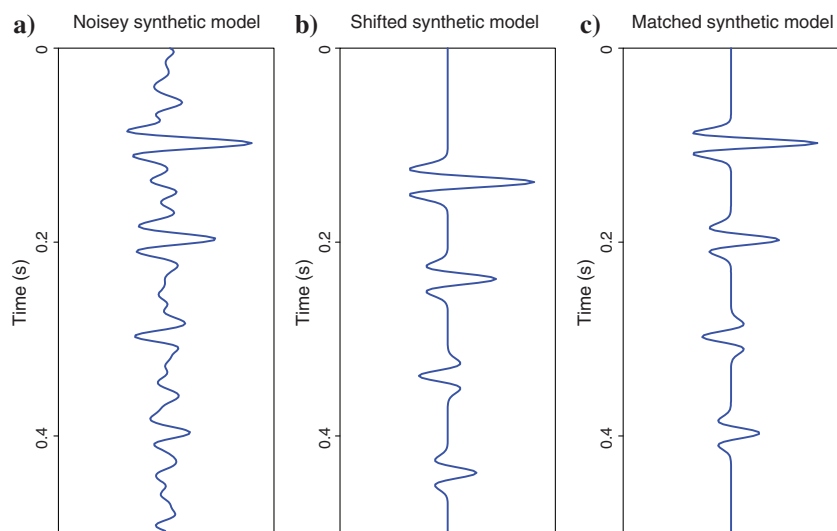 a) Noisey synthetic model
0
0.2
0.4
Time (s)
b) Shifted synthetic model
0
0.2
0.4
Time (s)
c) Matched synthetic model
0
0.2
0.4
Time (s)